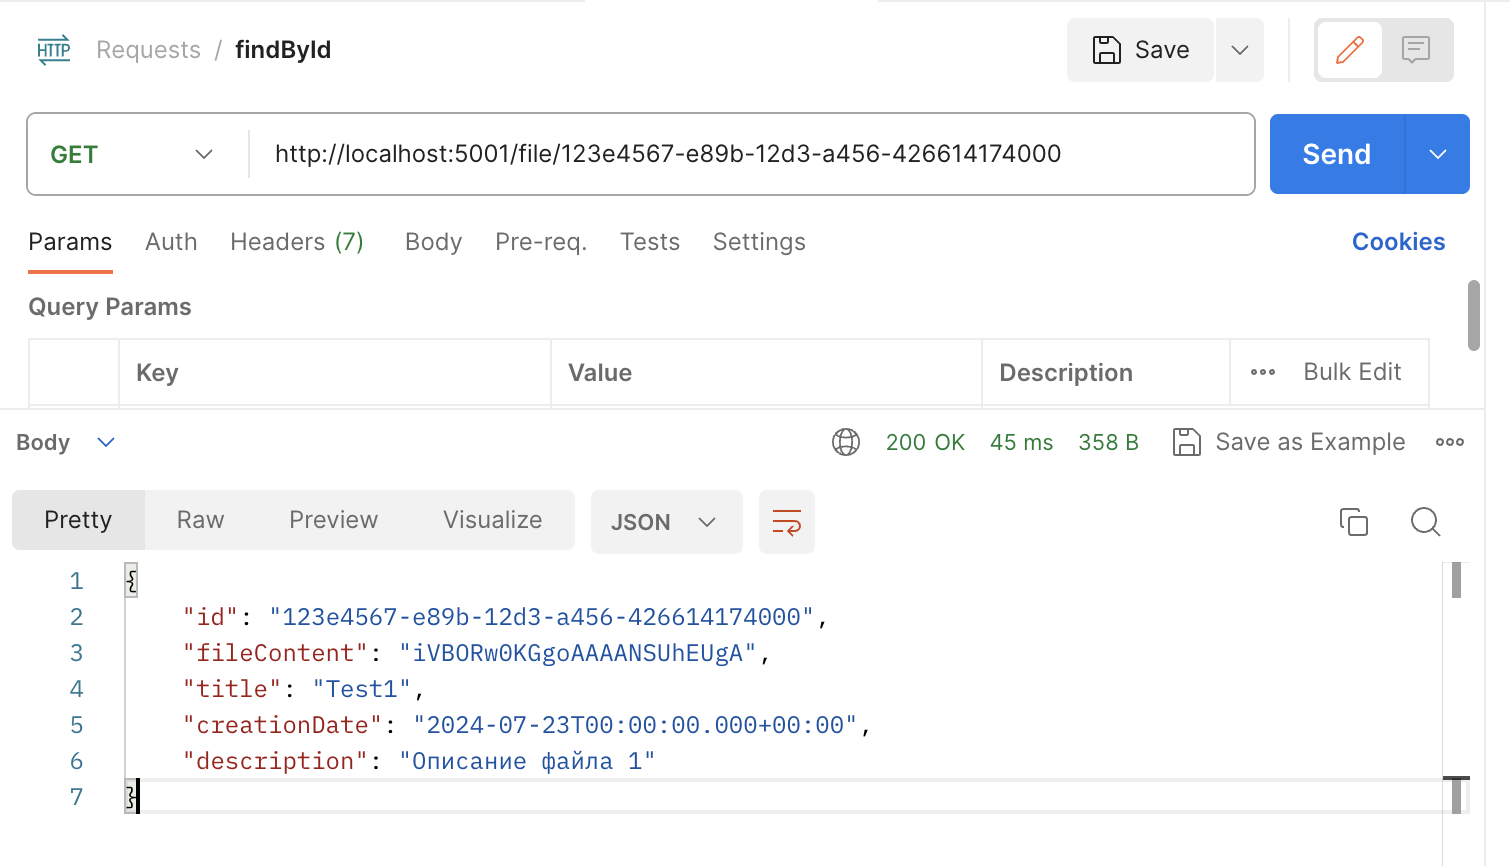 HTTP Requests / findById Save
GET http://localhost:5001/file/123e4567-e89b-12d3-a456-426614174000 Send
Params Auth Headers (7) Body Pre-req. Tests Settings Cookies
Query Params
Key Value Description Bulk Edit
Body 200 OK 45 ms 358 B Save as Example
Pretty Raw Preview Visualize JSON
1 {
2 "id": "123e4567-e89b-12d3-a456-426614174000",
3 "fileContent": "iVBORw0KGgoAAAANSUhEUgA",
4 "title": "Test1",
5 "creationDate": "2024-07-23T00:00:00.000+00:00",
6 "description": "Описание файла 1"
7 }